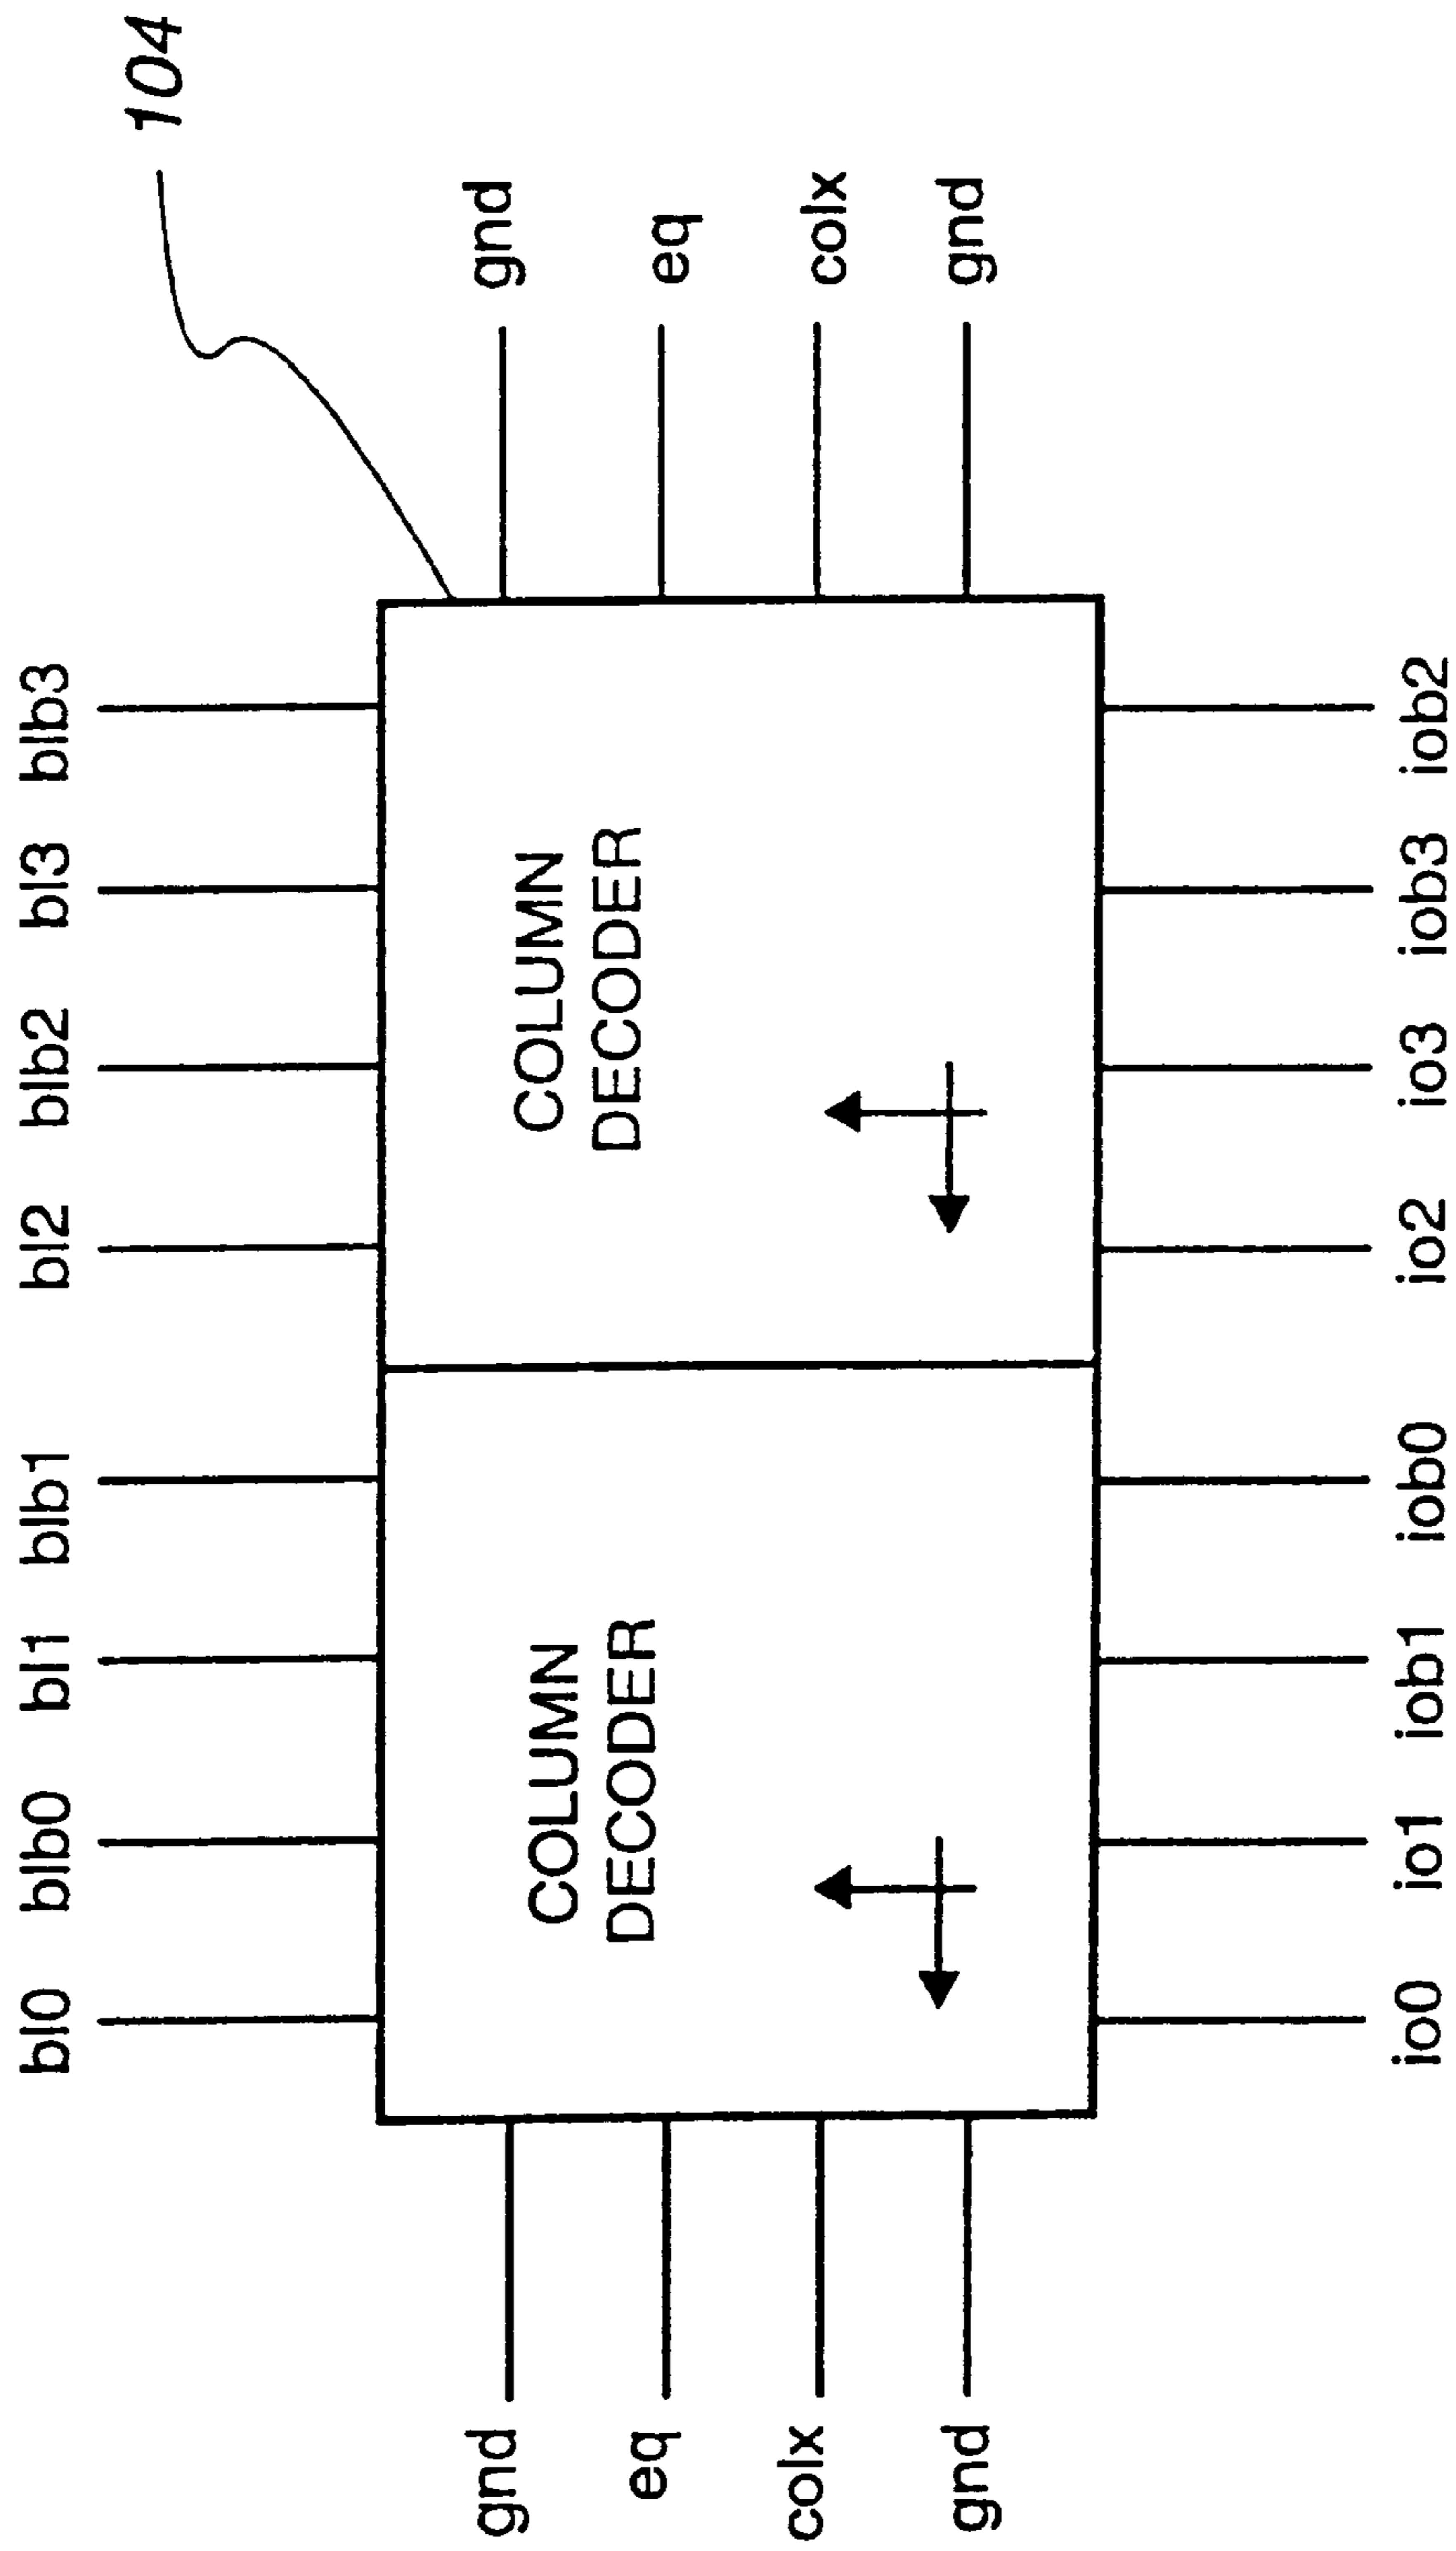 104
bl0 blb0 bl1 blb1 bl2 blb2 bl3 blb3
gnd
eq
colx
gnd
COLUMN
DECODER
COLUMN
DECODER
gnd
eq
colx
gnd
io0 io1 iob1 iob0 io2 io3 iob3 iob2